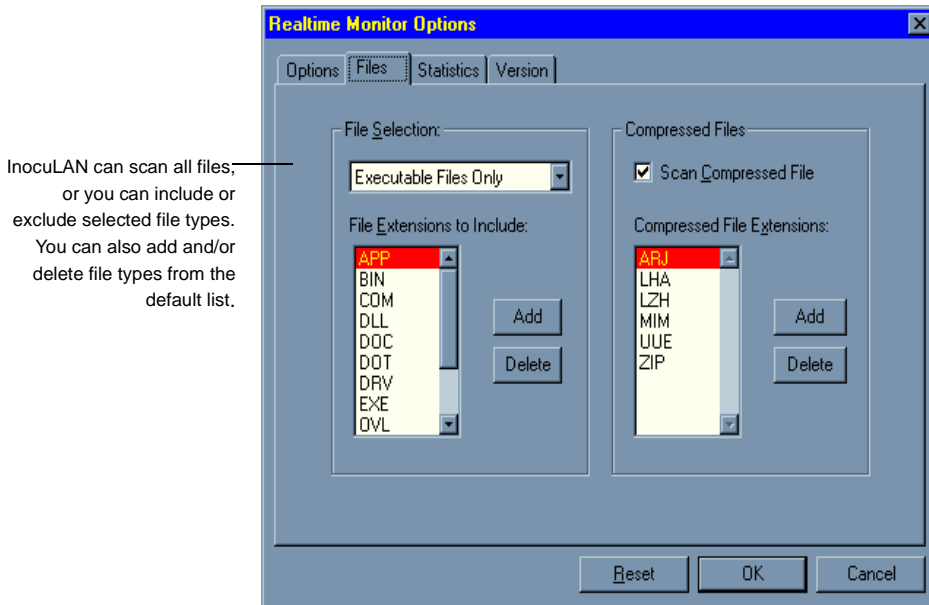 Realtime Monitor Options
Options Files Statistics Version
InocuLAN can scan all files,
or you can include or
exclude selected file types.
You can also add and/or
delete file types from the
default list.
File Selection:
Executable Files Only
File Extensions to Include:
APP
BIN
COM
DLL
DOC
DOT
DRV
EXE
OVL
Add
Delete
Compressed Files
Scan Compressed File
Compressed File Extensions:
ARJ
LHA
LZH
MIM
UUE
ZIP
Add
Delete
Reset OK Cancel